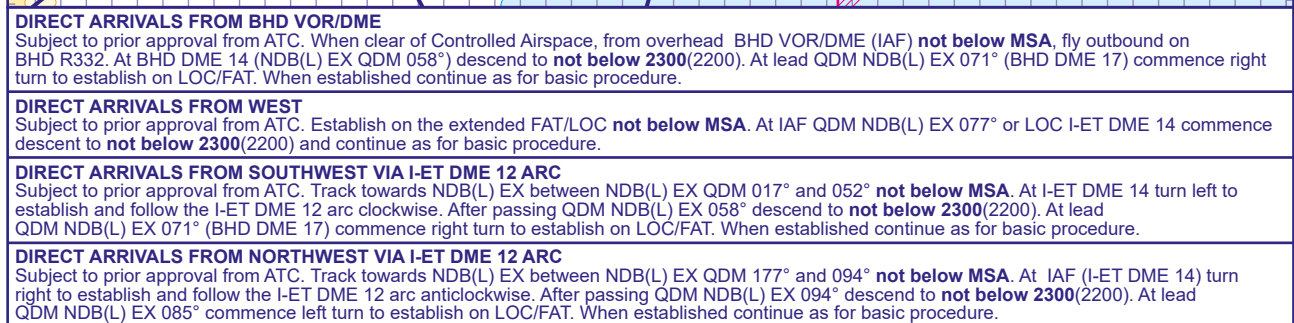 DIRECT ARRIVALS FROM BHD VOR/DME
Subject to prior approval from ATC. When clear of Controlled Airspace, from overhead BHD VOR/DME (IAF) not below MSA, fly outbound on
BHD R332. At BHD DME 14 (NDB(L) EX QDM 058°) descend to not below 2300(2200). At lead QDM NDB(L) EX 071° (BHD DME 17) commence right
turn to establish on LOC/FAT. When established continue as for basic procedure.
DIRECT ARRIVALS FROM WEST
Subject to prior approval from ATC. Establish on the extended FAT/LOC not below MSA. At IAF QDM NDB(L) EX 077° or LOC I-ET DME 14 commence
descent to not below 2300(2200) and continue as for basic procedure.
DIRECT ARRIVALS FROM SOUTHWEST VIA I-ET DME 12 ARC
Subject to prior approval from ATC. Track towards NDB(L) EX between NDB(L) EX QDM 017° and 052° not below MSA. At I-ET DME 14 turn left to
establish and follow the I-ET DME 12 arc clockwise. After passing QDM NDB(L) EX 058° descend to not below 2300(2200). At lead
QDM NDB(L) EX 071° (BHD DME 17) commence right turn to establish on LOC/FAT. When established continue as for basic procedure.
DIRECT ARRIVALS FROM NORTHWEST VIA I-ET DME 12 ARC
Subject to prior approval from ATC. Track towards NDB(L) EX between NDB(L) EX QDM 177° and 094° not below MSA. At IAF (I-ET DME 14) turn
right to establish and follow the I-ET DME 12 arc anticlockwise. After passing QDM NDB(L) EX 094° descend to not below 2300(2200). At lead
QDM NDB(L) EX 085° commence left turn to establish on LOC/FAT. When established continue as for basic procedure.